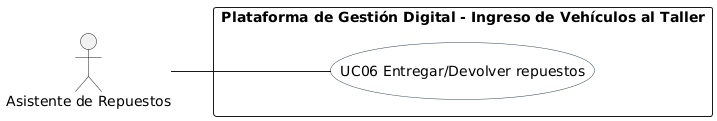 Plataforma de Gestión Digital - Ingreso de Vehículos al Taller
UC06 Entregar/Devolver repuestos
Asistente de Repuestos